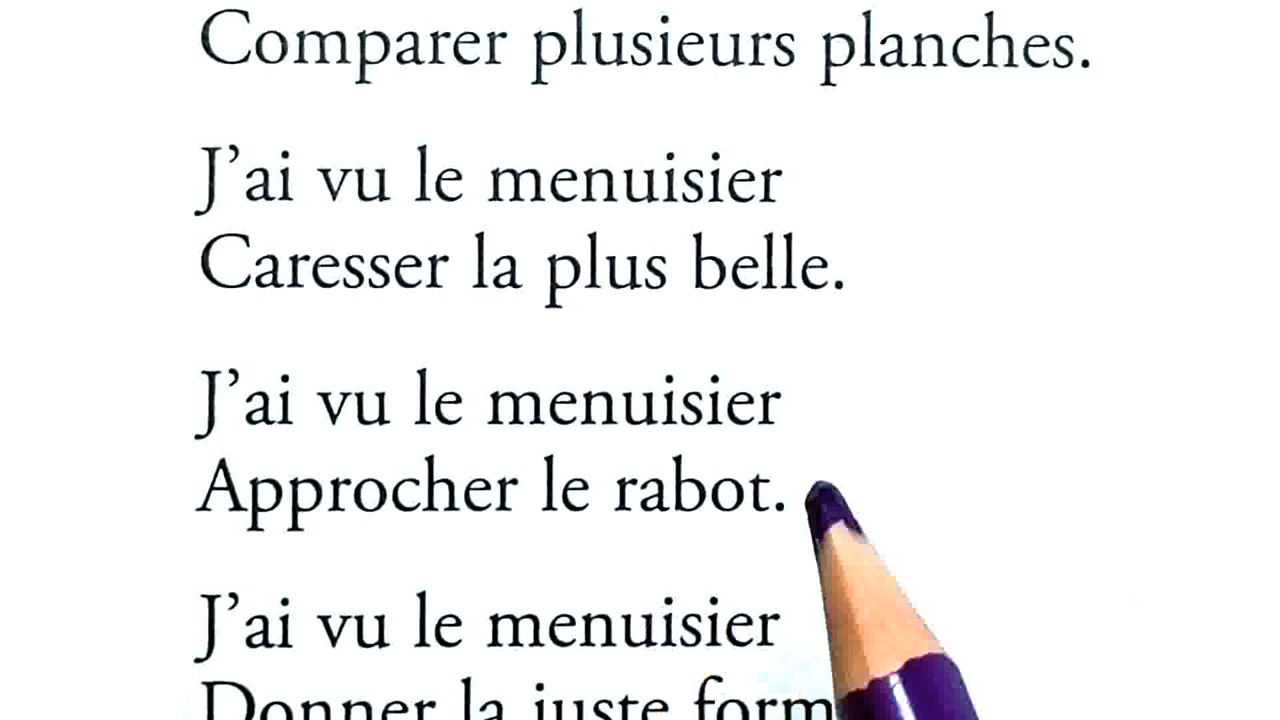 Comparer plusieurs planches.
J’ai vu le menuisier
Caresser la plus belle.
J’ai vu le menuisier
Approcher le rabot.
J’ai vu le menuisier
Donner la juste